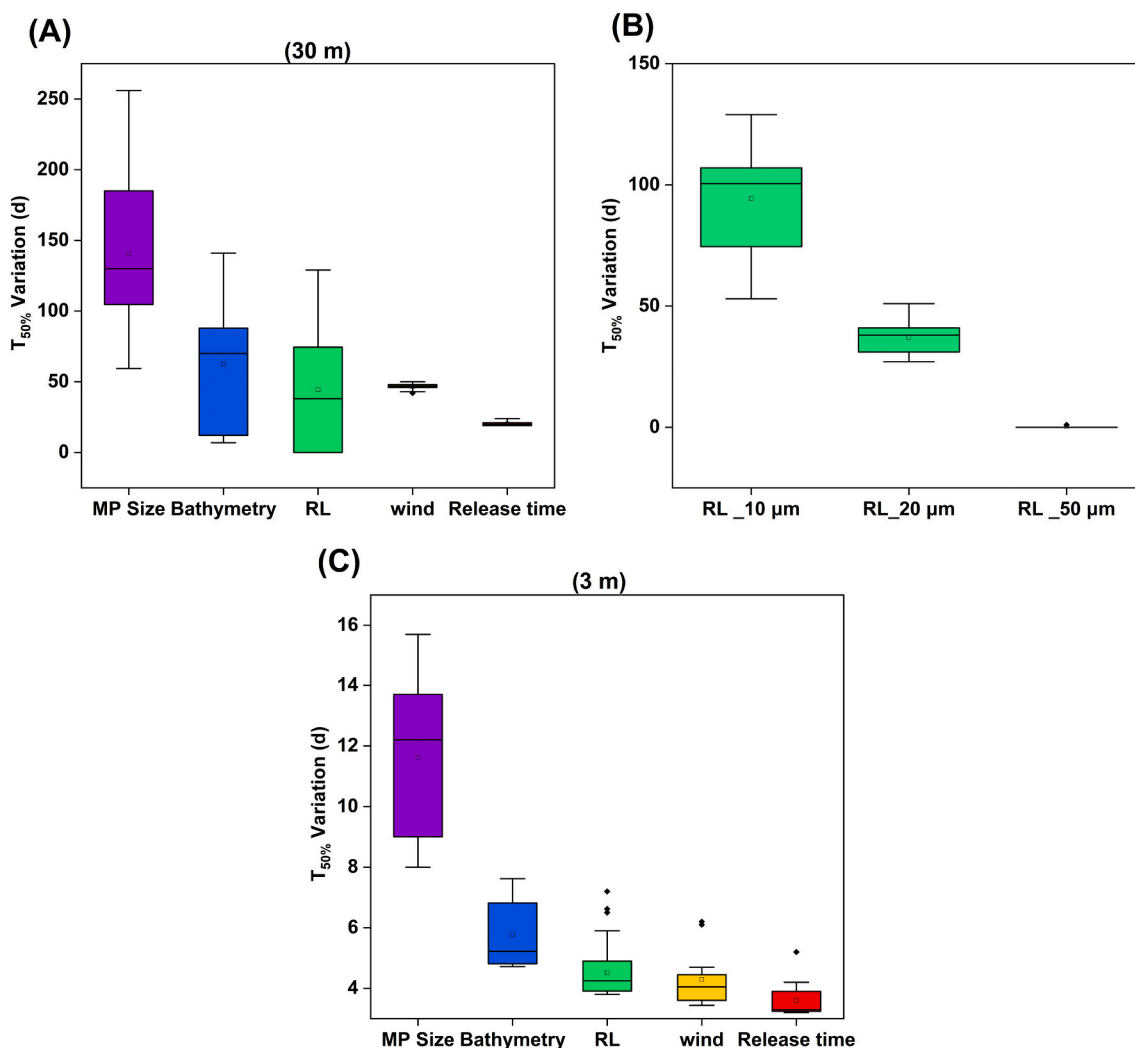 (A)
(30 m)
T50% Variation (d)
250
200
150
100
50
0
MP Size Bathymetry RL wind Release time
(B)
T50% Variation (d)
150
100
50
0
RL _10 µm RL_20 µm RL _50 µm
(C)
(3 m)
T50% Variation (d)
16
14
12
10
8
6
4
MP Size Bathymetry RL wind Release time